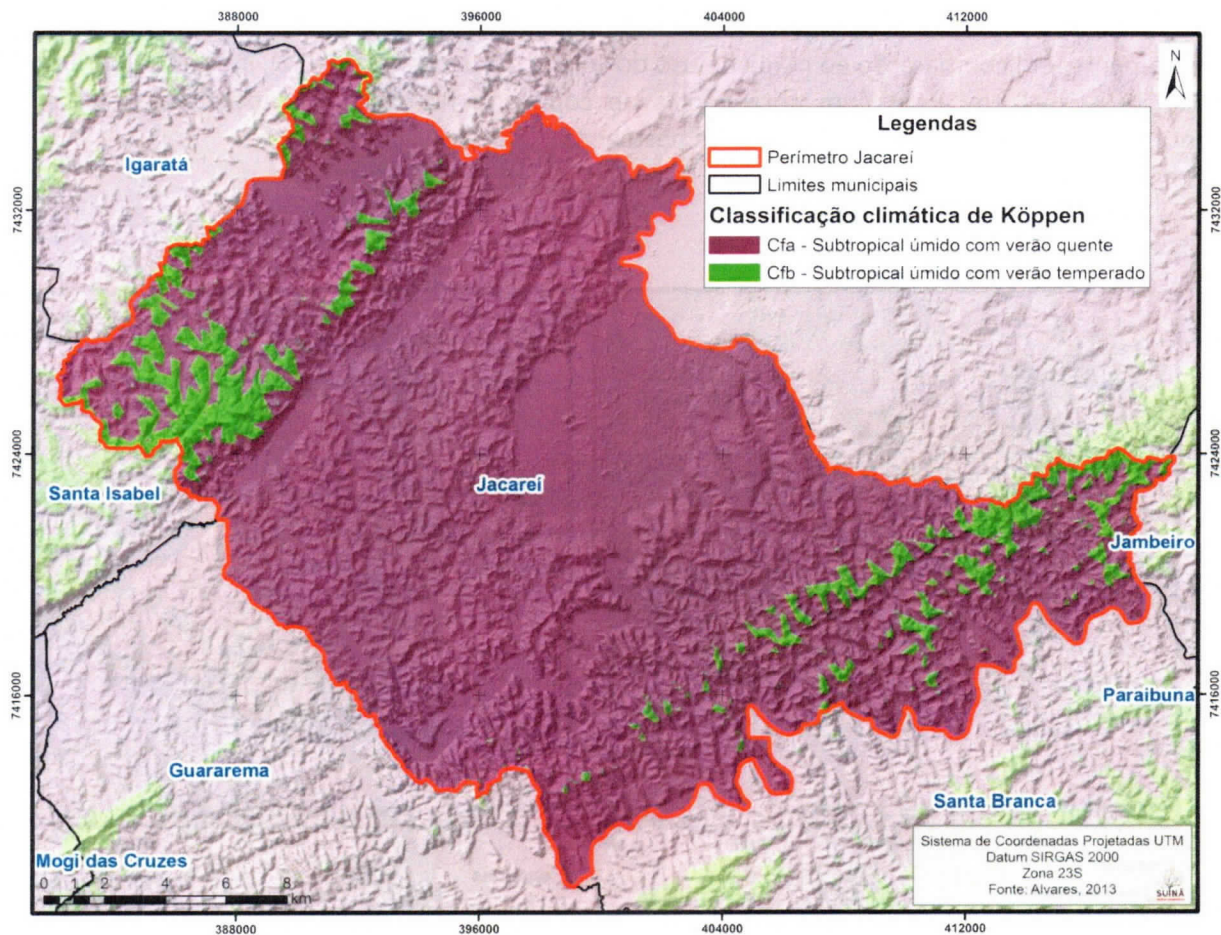 388000
396000
404000
412000
N
Legendas
Perímetro Jacareí
Limites municipais
Classificação climática de Köppen
Cfa - Subtropical úmido com verão quente
Cfb - Subtropical úmido com verão temperado
Igaratá
7432000
7432000
7424000
7424000
Santa Isabel
Jacareí
Jambeiro
7416000
7416000
Paraibuna
Guararema
Santa Branca
Mogi das Cruzes
0 1 2 4 6 8
km
Sistema de Coordenadas Projetadas UTM
Datum SIRGAS 2000
Zona 23S
Fonte: Alvares, 2013
SUINÃ
388000
396000
404000
412000